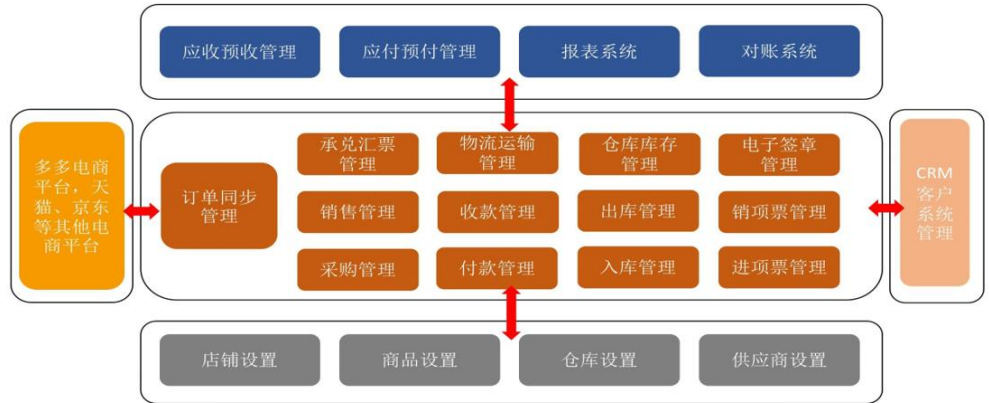 应收预收管理
应付预付管理
报表系统
对账系统
多多电商
平台，天
猫、京东
等其他电
商平台
订单同步
管理
承兑汇票
管理
物流运输
管理
仓库库存
管理
电子签章
管理
销售管理
收款管理
出库管理
销项票管理
采购管理
付款管理
入库管理
进项票管理
CRM
客户
系统
管理
店铺设置
商品设置
仓库设置
供应商设置